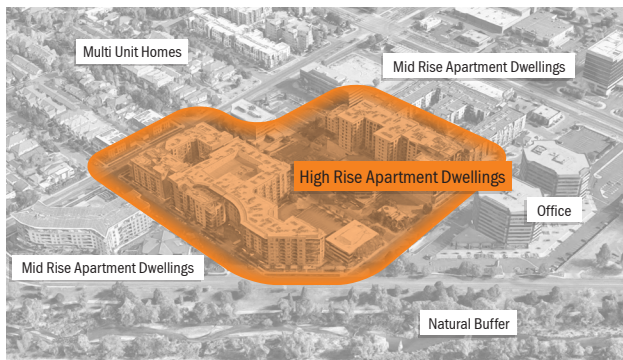 Multi Unit Homes
Mid Rise Apartment Dwellings
High Rise Apartment Dwellings
Office
Mid Rise Apartment Dwellings
Natural Buffer